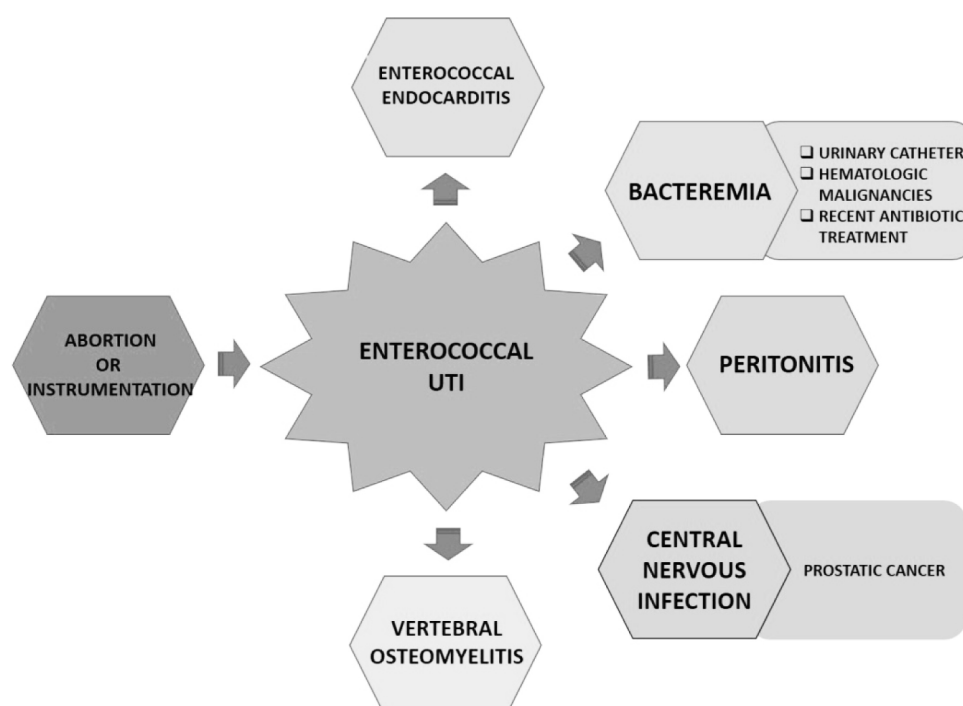 ENTEROCOCCAL
ENDOCARDITIS
BACTEREMIA
❑ URINARY CATHETER
❑ HEMATOLOGIC
MALIGNANCIES
❑ RECENT ANTIBIOTIC
TREATMENT
ABORTION
OR
INSTRUMENTATION
ENTEROCOCCAL
UTI
PERITONITIS
CENTRAL
NERVOUS
INFECTION
PROSTATIC CANCER
VERTEBRAL
OSTEOMYELITIS